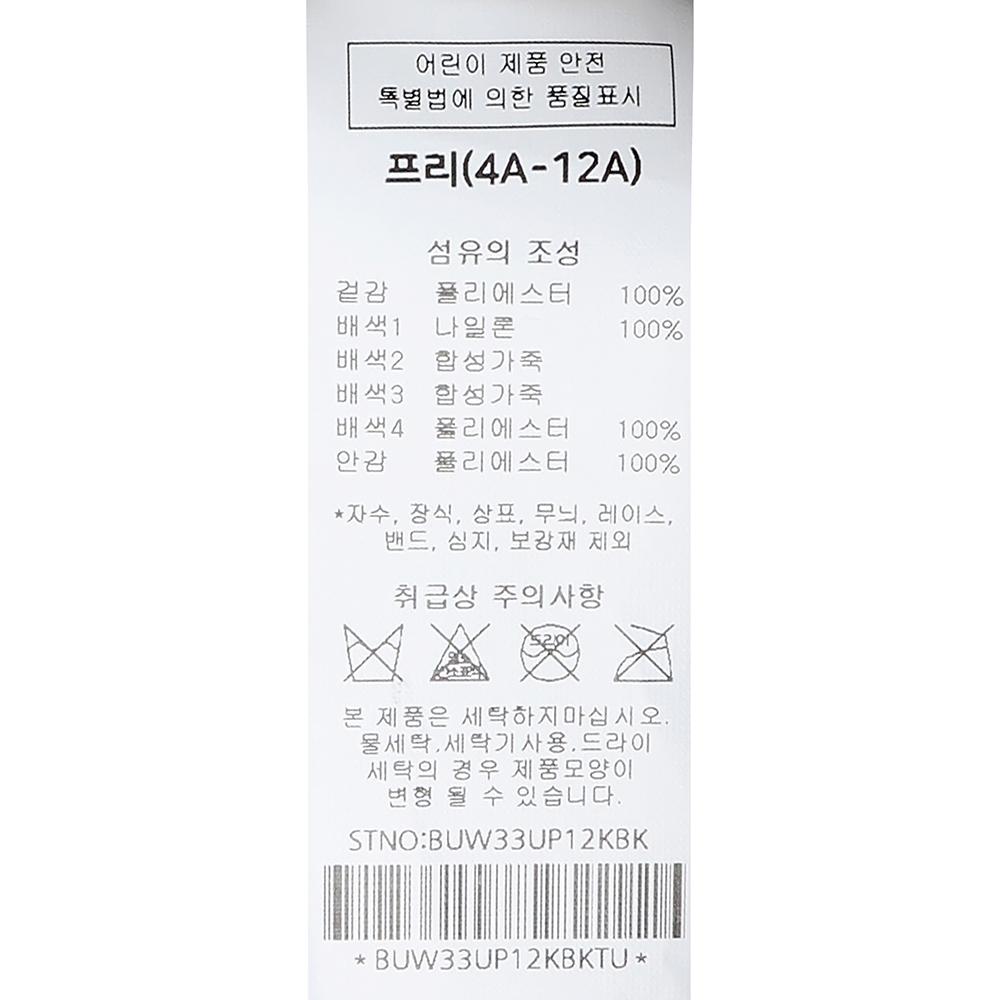 어린이 제품 안전
특별법에 의한 품질표시
프리(4A-12A)
섬유의 조성
겉감 폴리에스터 100%
배색1 나일론 100%
배색2 합성가죽
배색3 합성가죽
배색4 폴리에스터 100%
안감 폴리에스터 100%
*자수, 장식, 상표, 무늬, 레이스,
밴드, 심지, 보강재 제외
취급상 주의사항
드라이
본 제품은 세탁하지마십시오.
물세탁,세탁기사용,드라이
세탁의 경우 제품모양이
변형 될 수 있습니다.
STNO:BUW33UP12KBK
*BUW33UP12KBKTU*